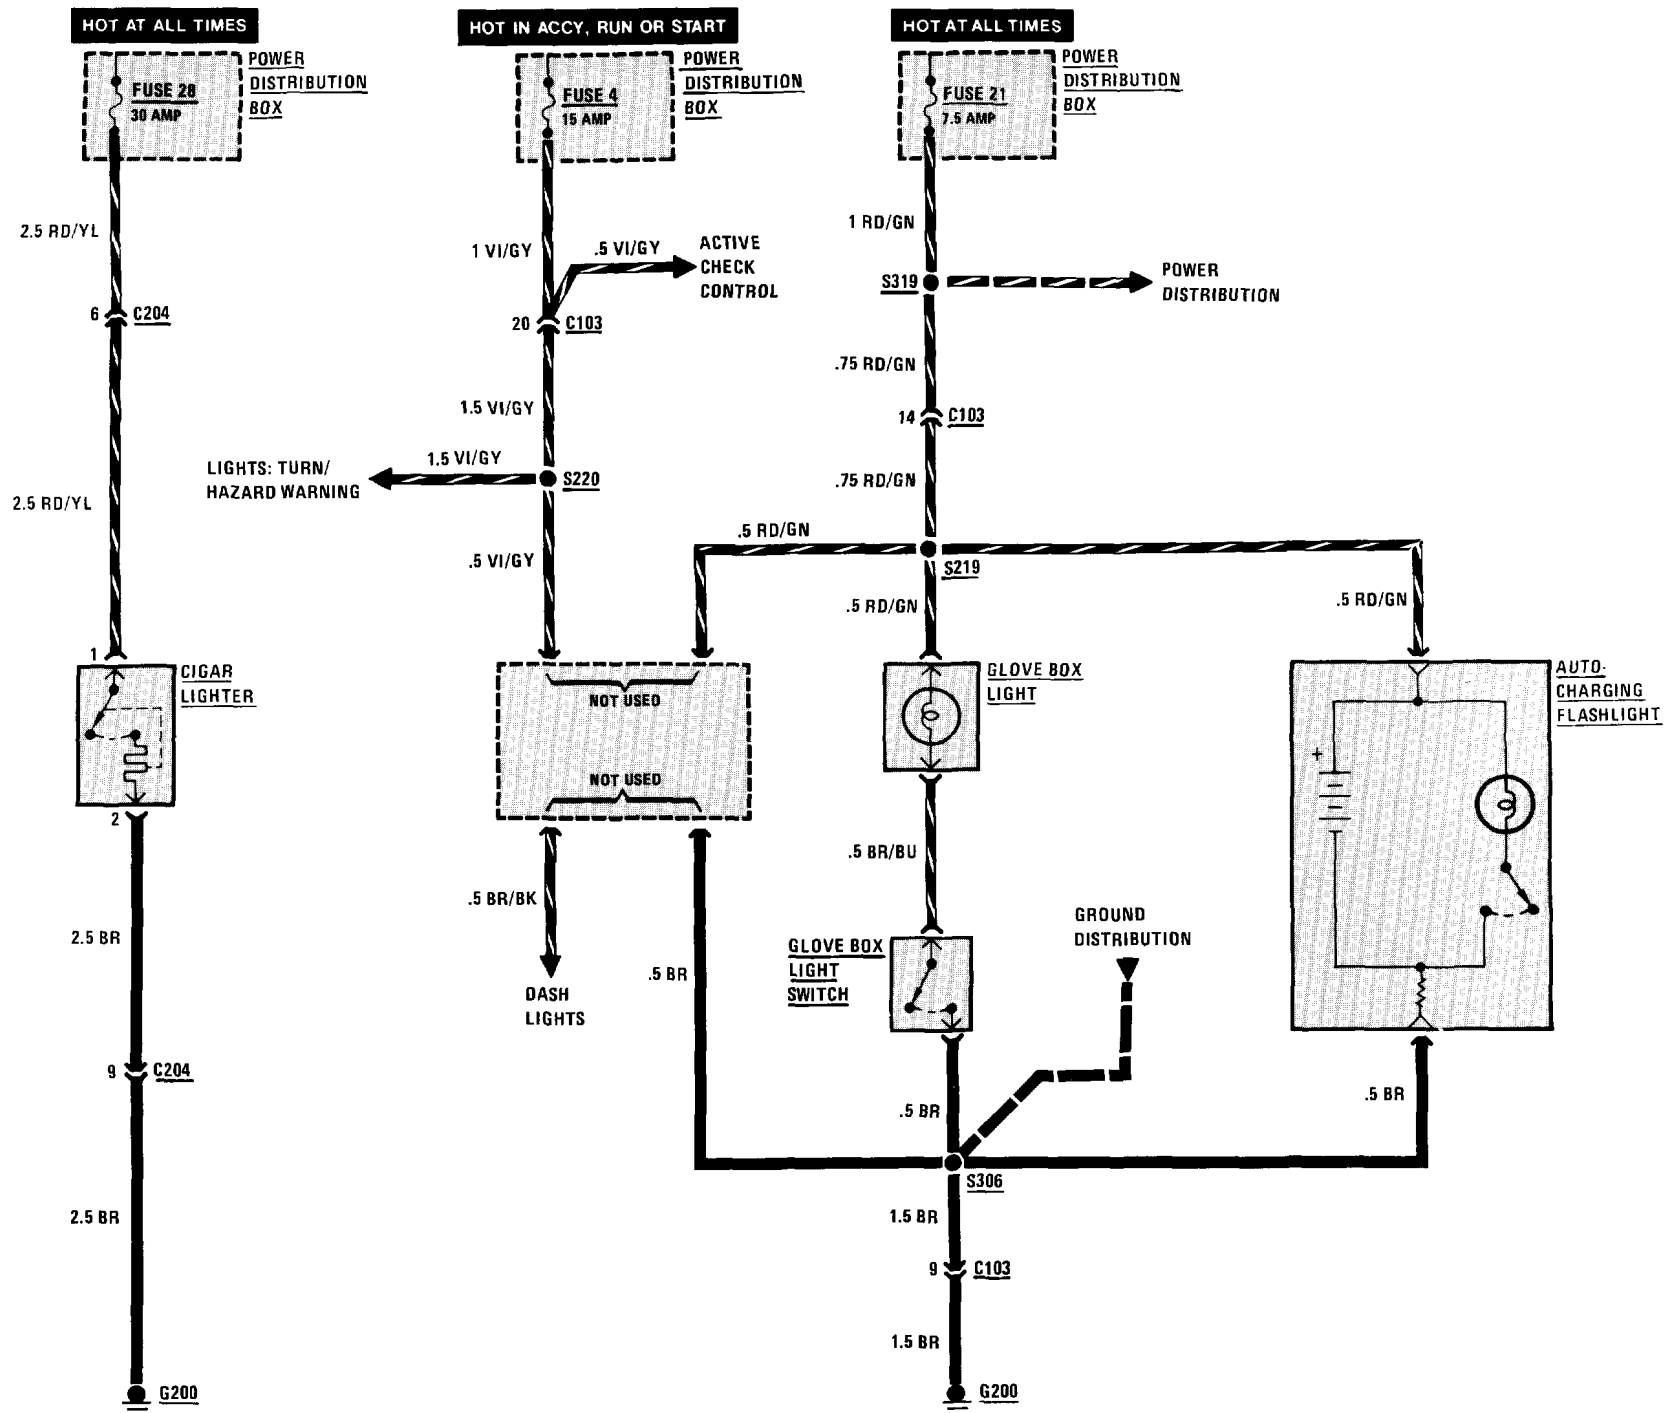 HOT AT ALL TIMES
HOT IN ACCY, RUN OR START
HOT AT ALL TIMES
FUSE 28
30 AMP
POWER
DISTRIBUTION
BOX
FUSE 4
15 AMP
POWER
DISTRIBUTION
BOX
FUSE 21
7.5 AMP
POWER
DISTRIBUTION
BOX
2.5 RD/YL
1 VI/GY
.5 VI/GY
ACTIVE
CHECK
CONTROL
1 RD/GN
S319
POWER
DISTRIBUTION
6 C204
20 C103
.75 RD/GN
1.5 VI/GY
14 C103
LIGHTS: TURN/
HAZARD WARNING
1.5 VI/GY
S220
.75 RD/GN
2.5 RD/YL
.5 VI/GY
.5 RD/GN
S219
.5 RD/GN
.5 RD/GN
1
CIGAR
LIGHTER
2
NOT USED
NOT USED
GLOVE BOX
LIGHT
AUTO-
CHARGING
FLASHLIGHT
+
.5 BR/BU
.5 BR/BK
DASH
LIGHTS
2.5 BR
.5 BR
GLOVE BOX
LIGHT
SWITCH
GROUND
DISTRIBUTION
9 C204
.5 BR
.5 BR
S306
2.5 BR
1.5 BR
9 C103
1.5 BR
G200
G200